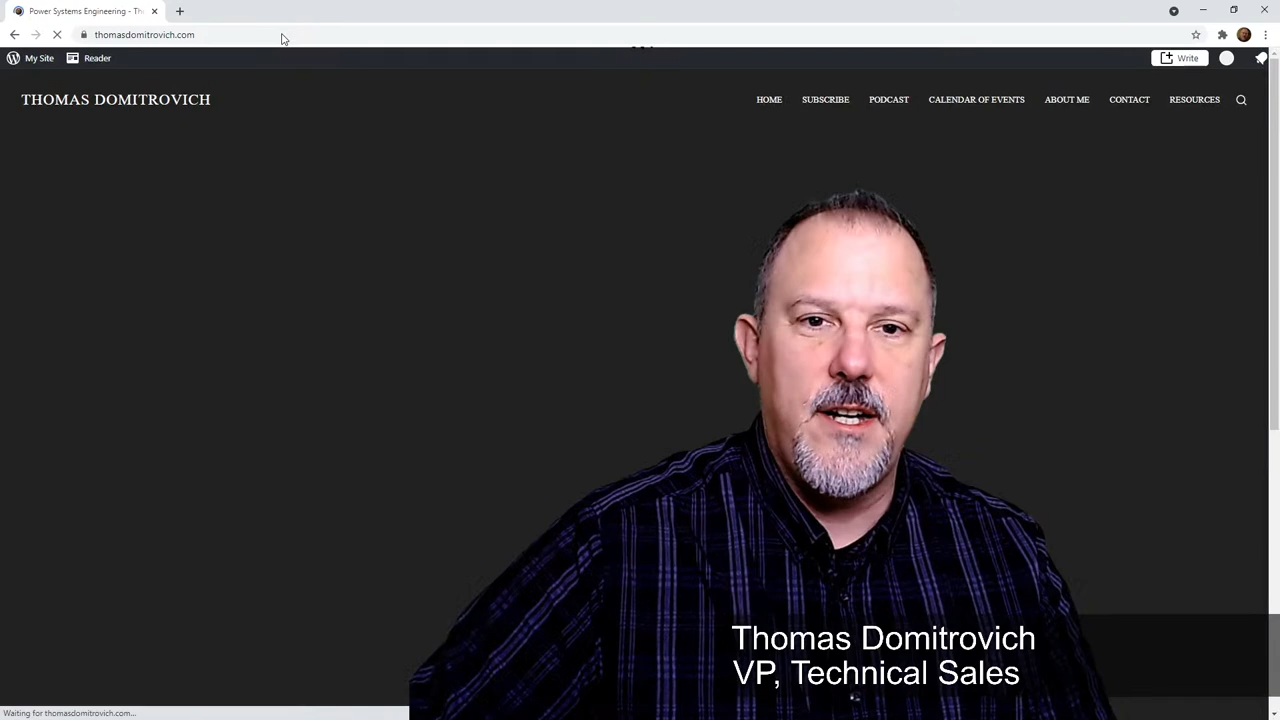 Power Systems Engineering - Th
thomasdomitrovich.com
My Site
Reader
Write
THOMAS DOMITROVICH
HOME
SUBSCRIBE
PODCAST
CALENDAR OF EVENTS
ABOUT ME
CONTACT
RESOURCES
Thomas Domitrovich
VP, Technical Sales
Waiting for thomasdomitrovich.com...